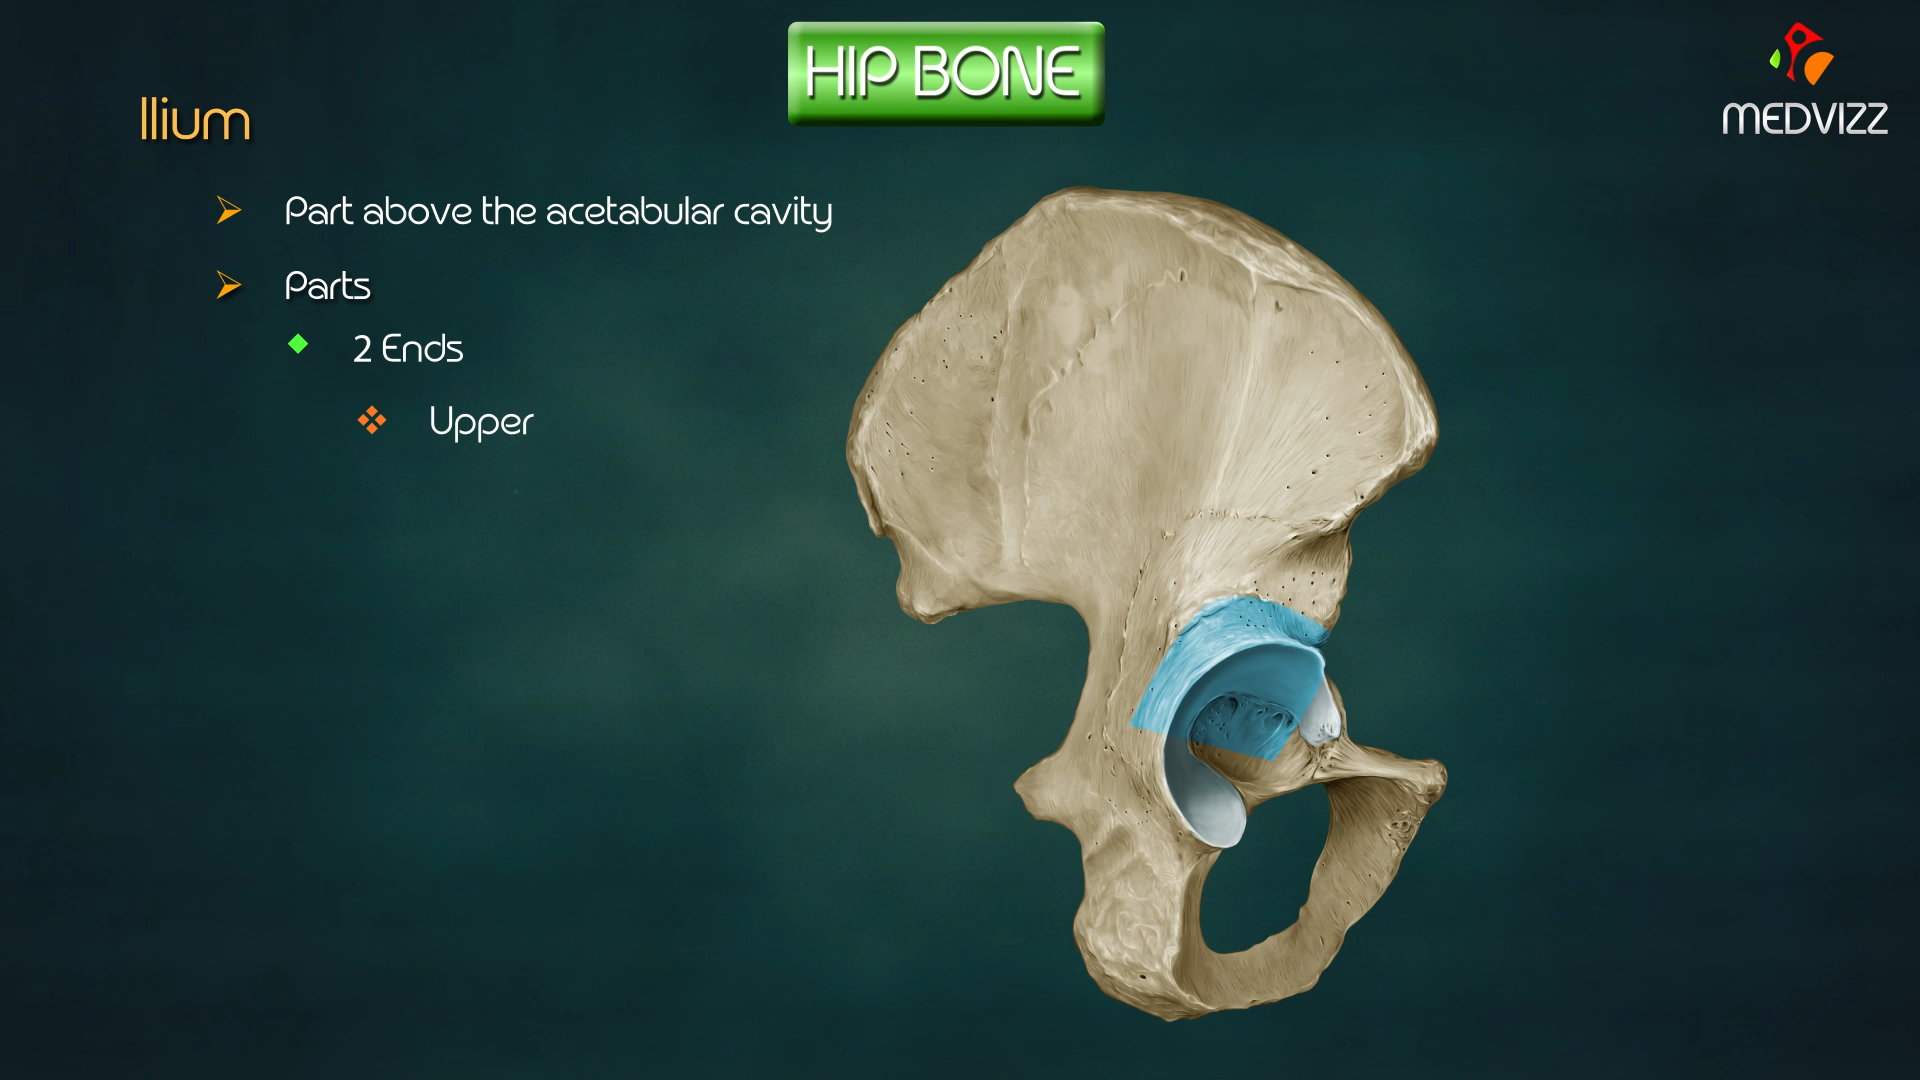 HIP BONE
MEDVIZZ
Ilium
Part above the acetabular cavity
Parts
2 Ends
Upper